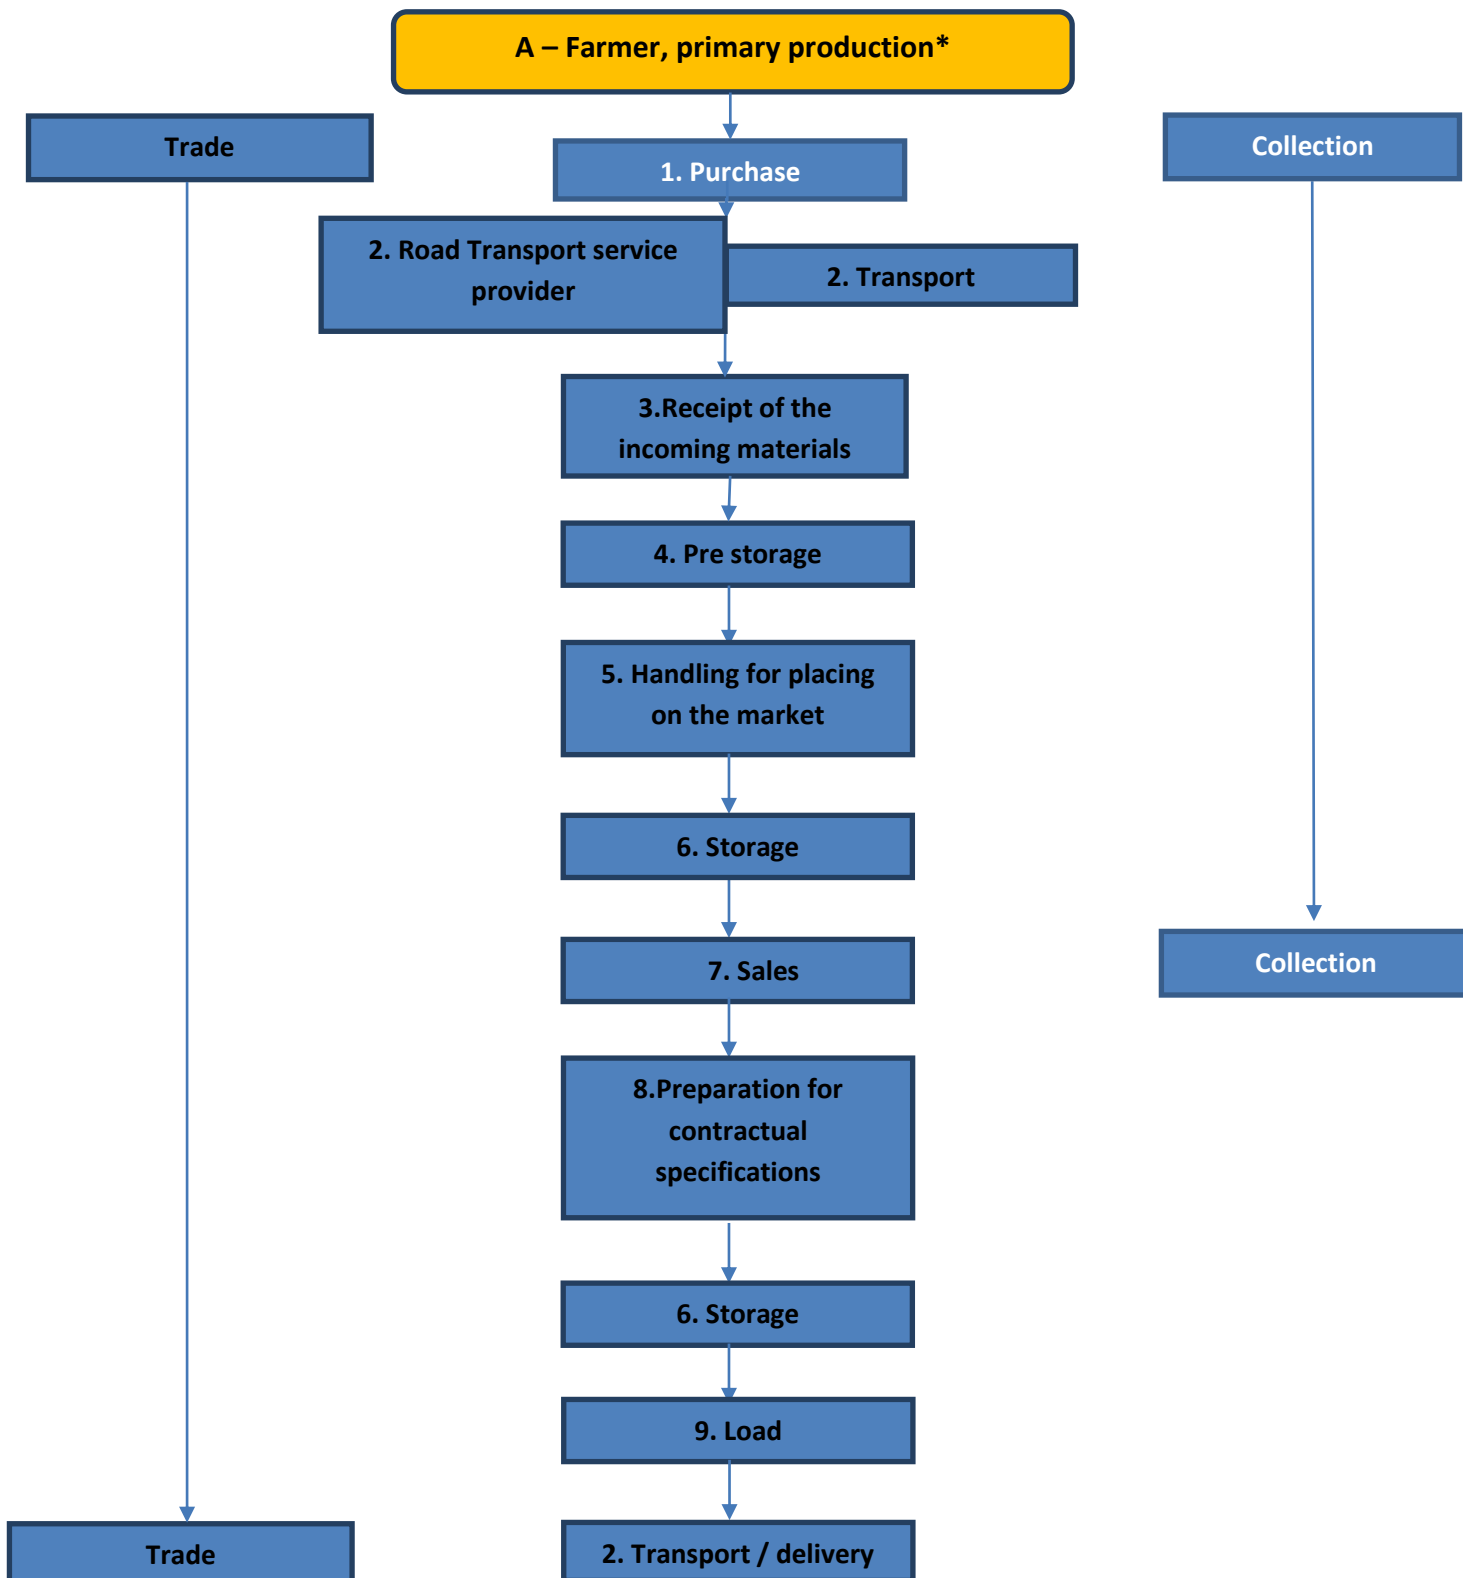 A – Farmer, primary production*
Trade
1. Purchase
Collection
2. Road Transport service
provider
2. Transport
3.Receipt of the
incoming materials
4. Pre storage
5. Handling for placing
on the market
6. Storage
7. Sales
Collection
8.Preparation for
contractual
specifications
6. Storage
9. Load
Trade
2. Transport / delivery